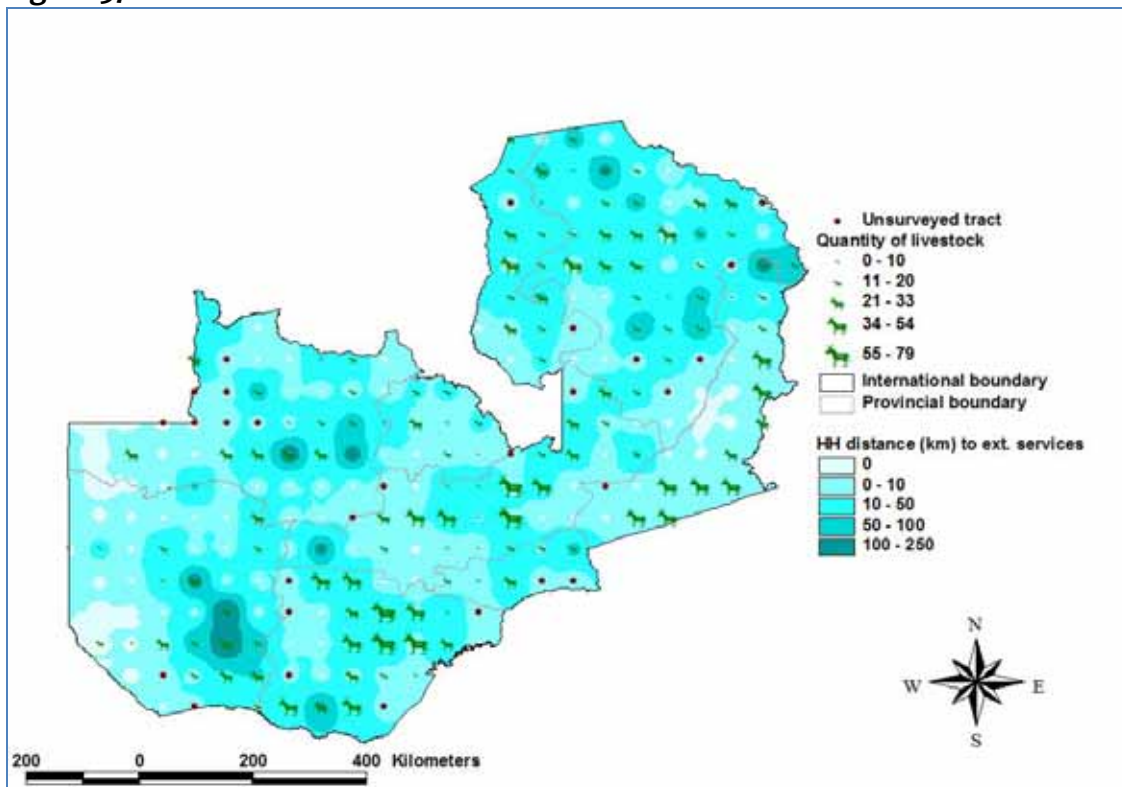 Unsurveyed tract
Quantity of livestock
0 - 10
11 - 20
21 - 33
34 - 54
55 - 79
International boundary
Provincial boundary
HH distance (km) to ext. services
0
0 - 10
10 - 50
50 - 100
100 - 250
N
W E
S
200 0 200 400 Kilometers